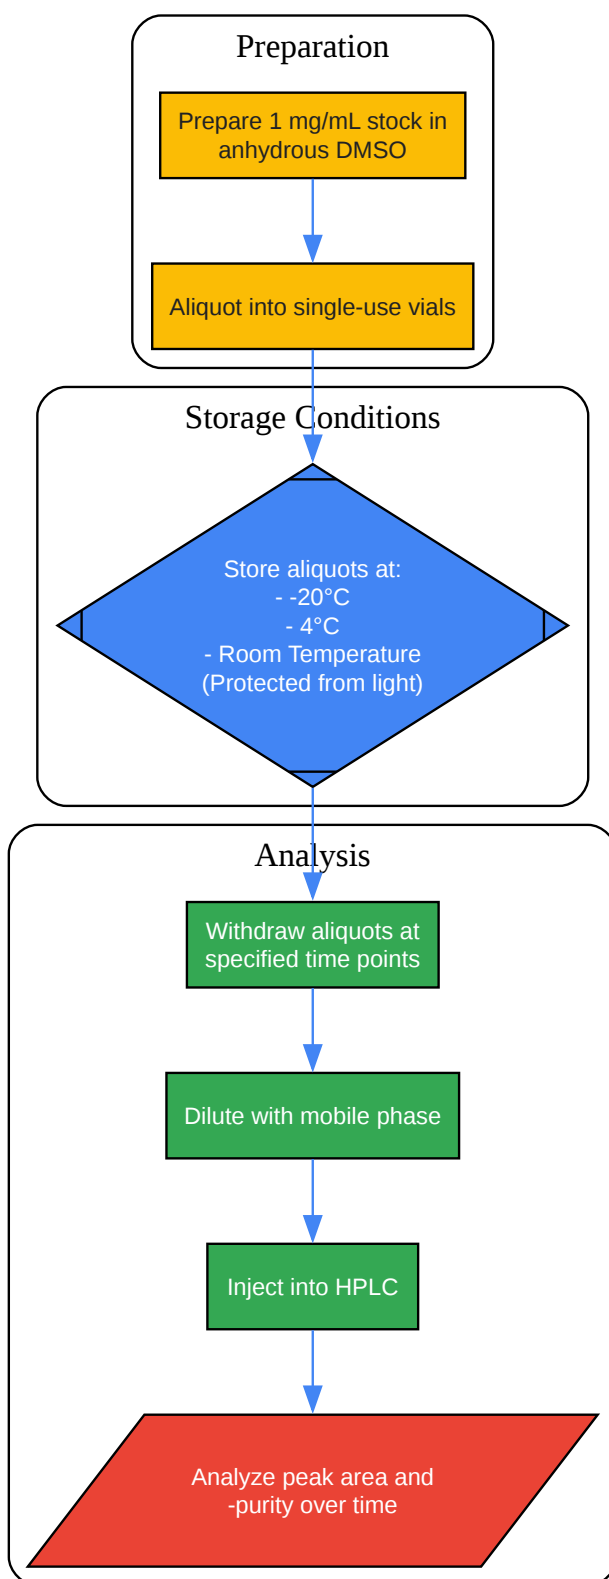 Preparation
Prepare 1 mg/mL stock in
anhydrous DMSO
Aliquot into single-use vials
Storage Conditions
Store aliquots at:
- -20°C
- 4°C
- Room Temperature
(Protected from light)
Analysis
Withdraw aliquots at
specified time points
Dilute with mobile phase
Inject into HPLC
Analyze peak area and
-purity over time